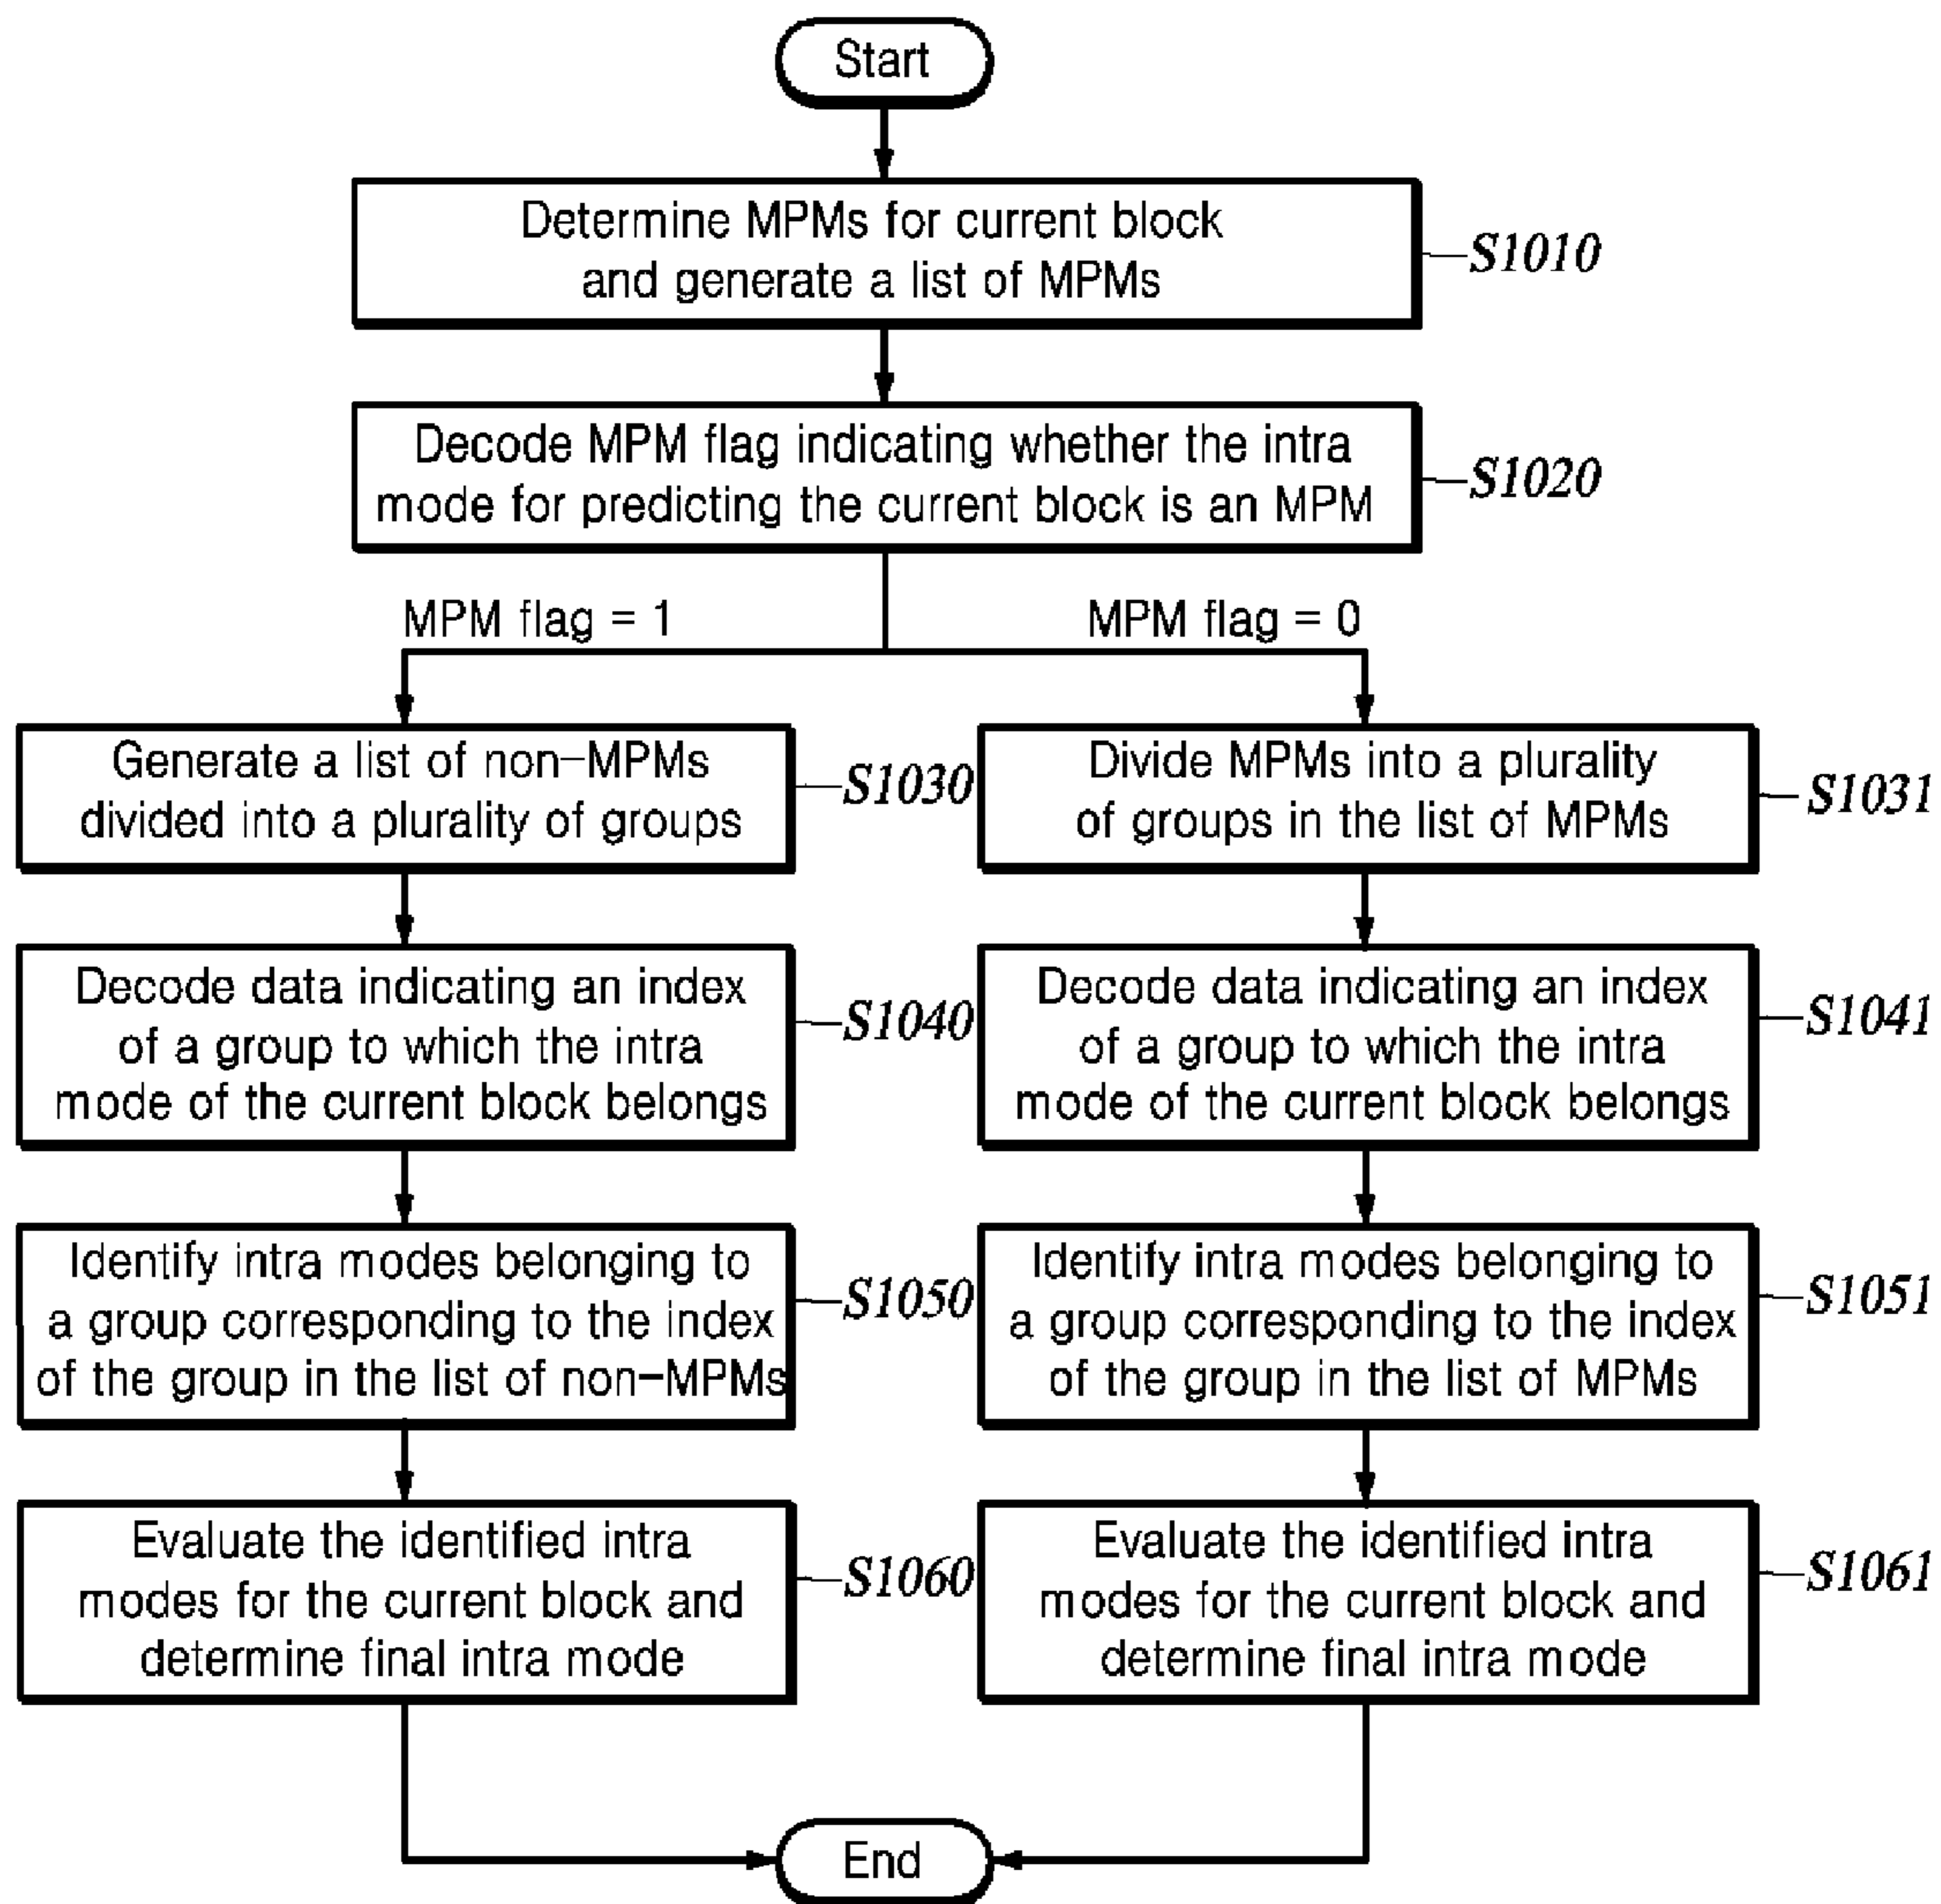 Start
Determine MPMs for current block
and generate a list of MPMs
S1010
Decode MPM flag indicating whether the intra
mode for predicting the current block is an MPM
S1020
MPM flag = 1
MPM flag = 0
Generate a list of non-MPMs
divided into a plurality of groups
S1030
Divide MPMs into a plurality
of groups in the list of MPMs
S1031
Decode data indicating an index
of a group to which the intra
mode of the current block belongs
S1040
Decode data indicating an index
of a group to which the intra
mode of the current block belongs
S1041
Identify intra modes belonging to
a group corresponding to the index
of the group in the list of non-MPMs
S1050
Identify intra modes belonging to
a group corresponding to the index
of the group in the list of MPMs
S1051
Evaluate the identified intra
modes for the current block and
determine final intra mode
S1060
Evaluate the identified intra
modes for the current block and
determine final intra mode
S1061
End